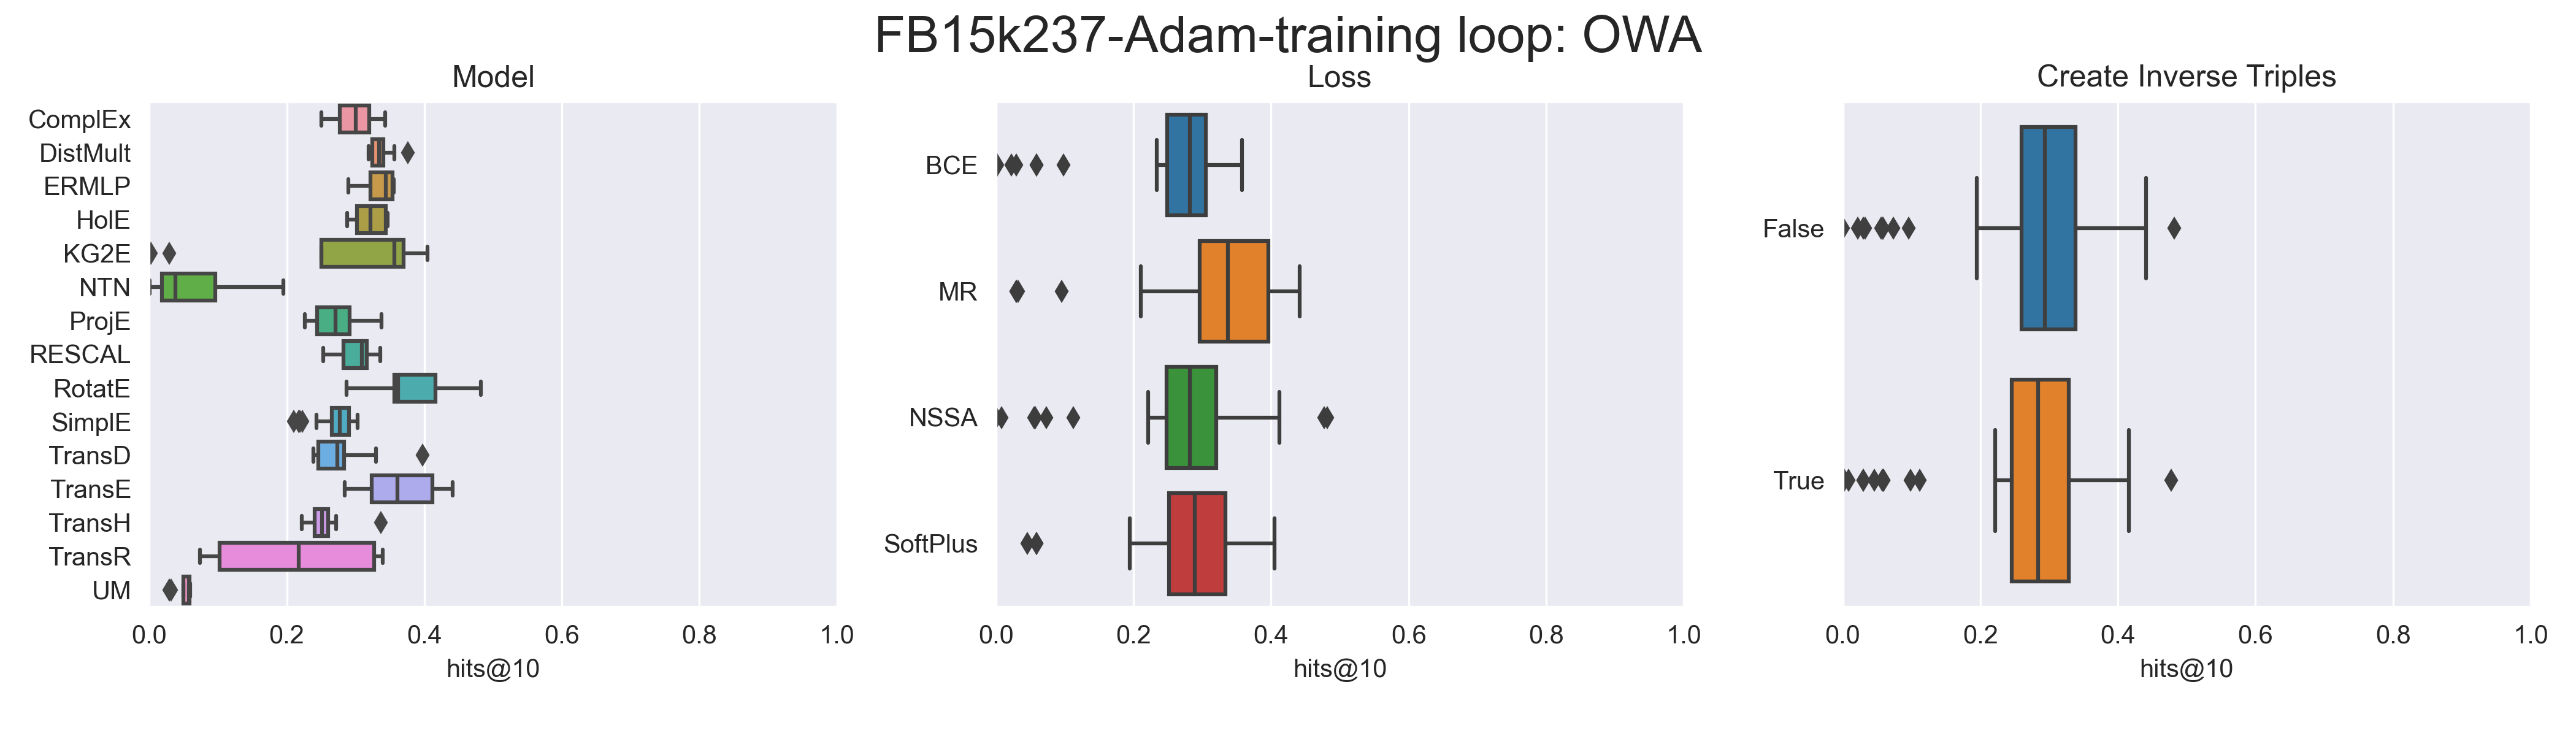 FB15k237-Adam-training loop: OWA
Model
ComplEx
DistMult
ERMLP
HolE
KG2E
NTN
ProjE
RESCAL
RotatE
SimplE
TransD
TransE
TransH
TransR
UM
0.0 0.2 0.4 0.6 0.8 1.0
hits@10
Loss
BCE
MR
NSSA
SoftPlus
0.0 0.2 0.4 0.6 0.8 1.0
hits@10
Create Inverse Triples
False
True
0.0 0.2 0.4 0.6 0.8 1.0
hits@10